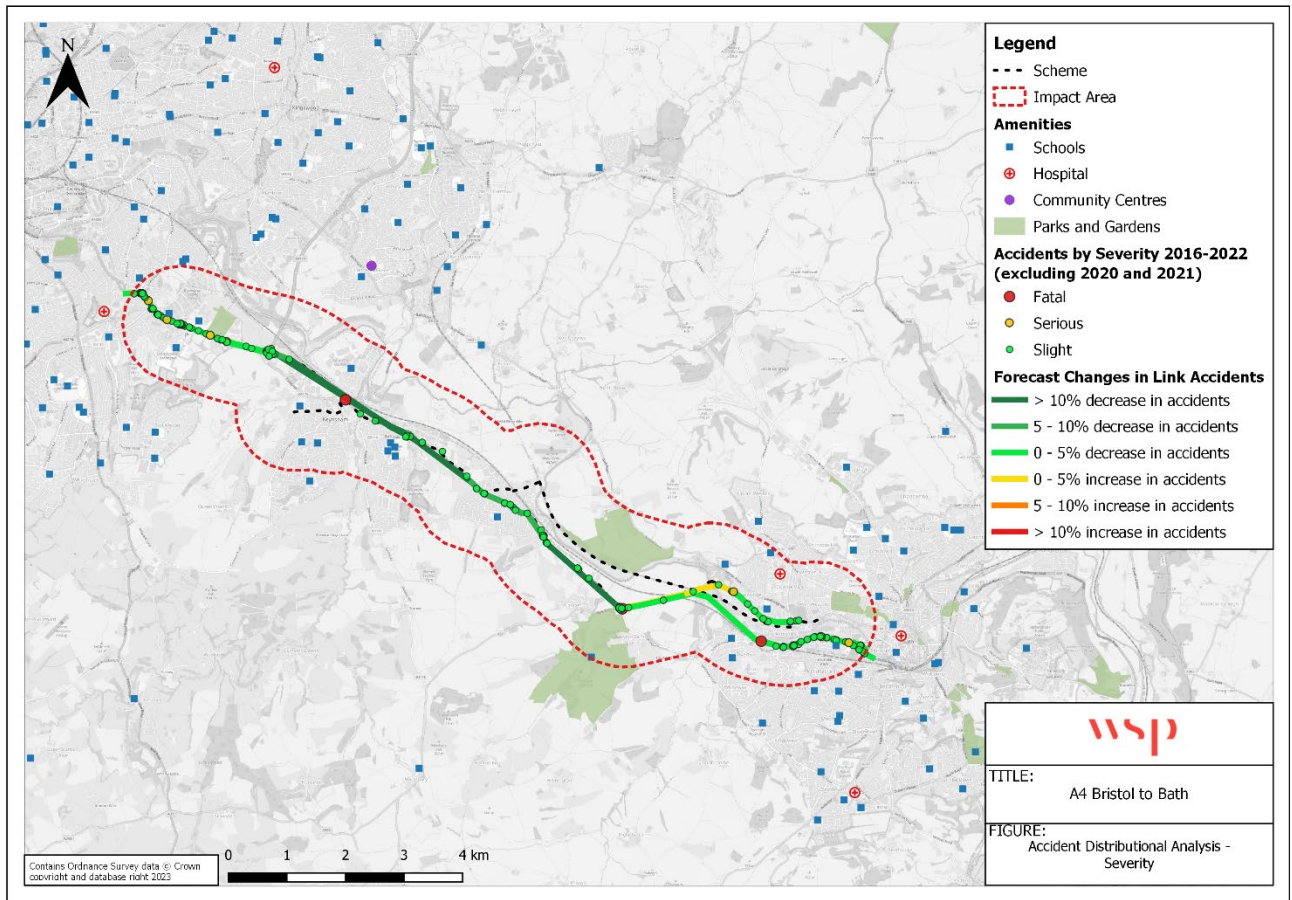 N
Keynsham
Legend
Scheme
Impact Area
Amenities
Schools
Hospital
Community Centres
Parks and Gardens
Accidents by Severity 2016-2022
(excluding 2020 and 2021)
Fatal
Serious
Slight
Forecast Changes in Link Accidents
> 10% decrease in accidents
5 - 10% decrease in accidents
0 - 5% decrease in accidents
0 - 5% increase in accidents
5 - 10% increase in accidents
> 10% increase in accidents
wsp
TITLE:
A4 Bristol to Bath
FIGURE:
Accident Distributional Analysis -
Severity
Contains Ordnance Survey data © Crown
copyright and database right 2023
0 1 2 3 4 km